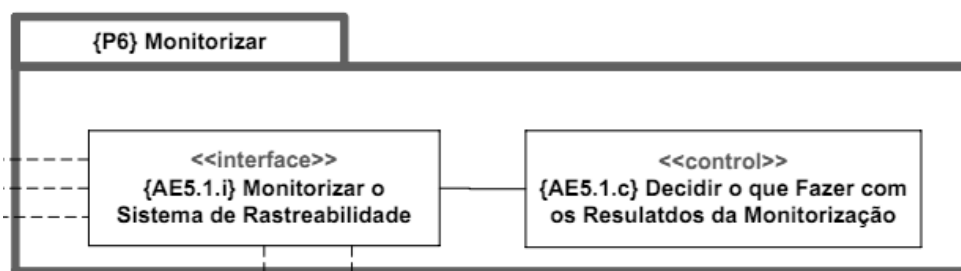 {P6} Monitorizar
<<interface>>
{AE5.1.i} Monitorizar o
Sistema de Rastreabilidade
<<control>>
{AE5.1.c} Decidir o que Fazer com
os Resulatdos da Monitorização